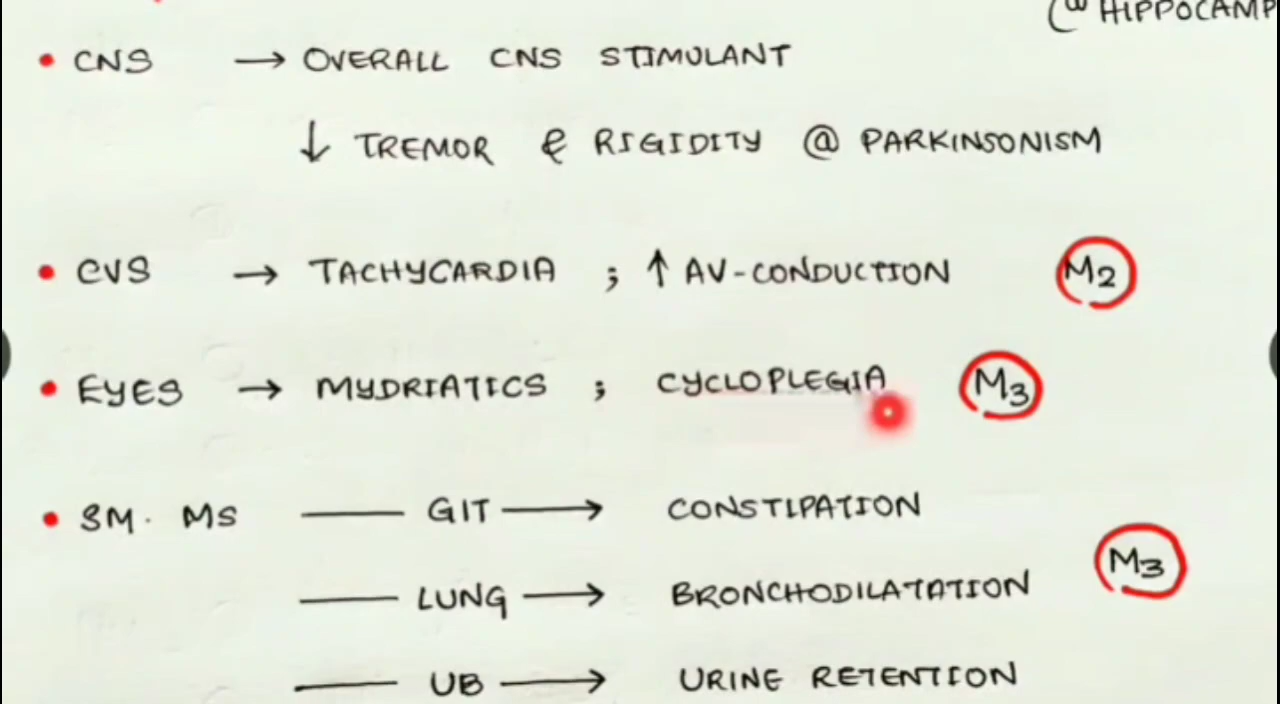 (@ HIPPOCAMP
• CNS → OVERALL CNS STIMULANT
↓ TREMOR & RIGIDITY @ PARKINSONISM
• CVS → TACHYCARDIA ; ↑ AV-CONDUCTION M2
• EYES → MYDRIATICS ; CYCLOPLEGIA M3
• SM. MS — GIT → CONSTIPATION
— LUNG → BRONCHODILATATION M3
— UB → URINE RETENTION